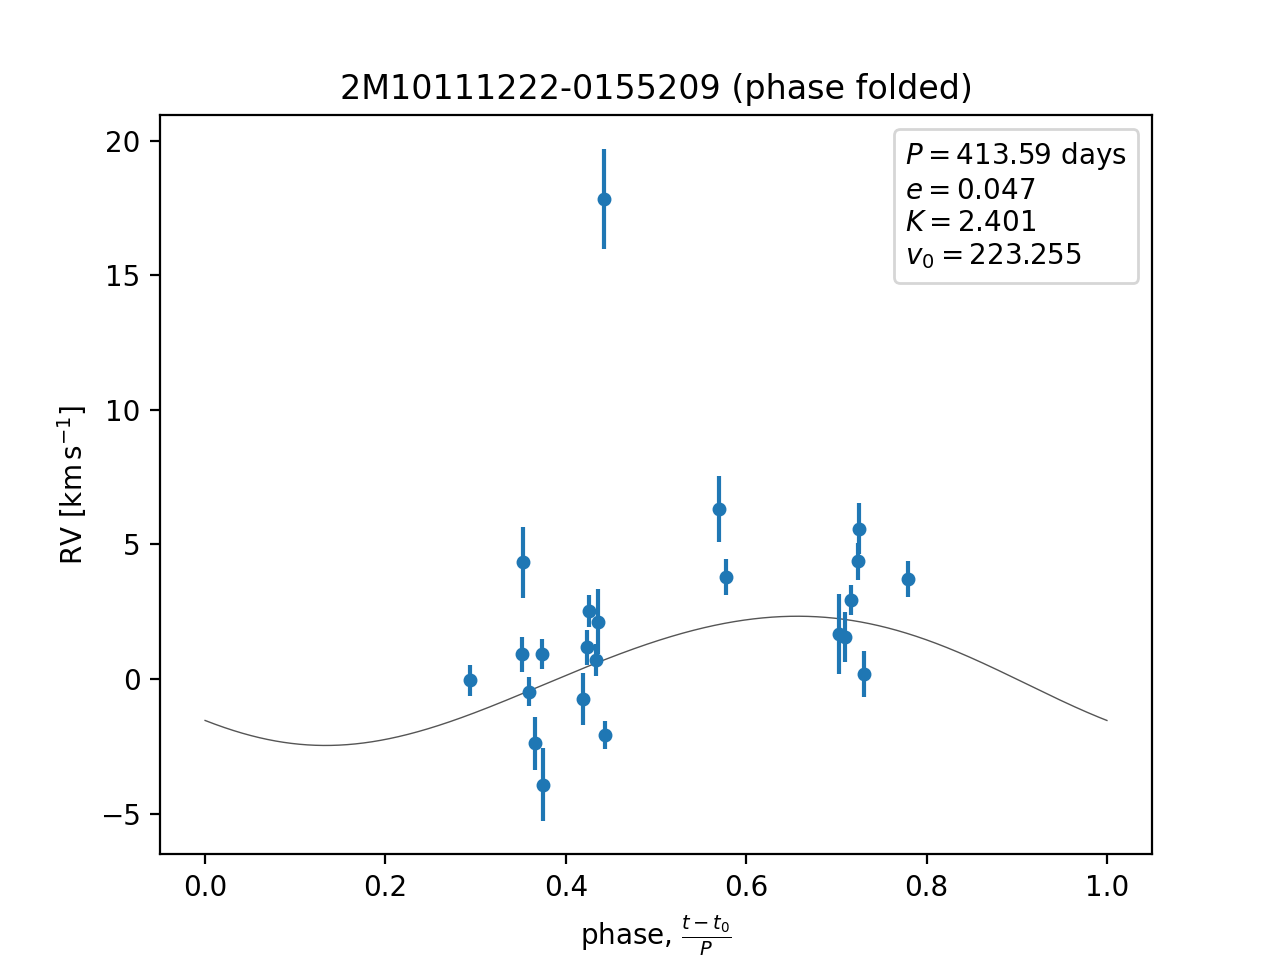 2M10111222-0155209 (phase folded)
P = 413.59 days
e = 0.047
K = 2.401
v₀ = 223.255
20
15
10
5
0
−5
RV [km s⁻¹]
0.0 0.2 0.4 0.6 0.8 1.0
phase, (t − t₀)/P